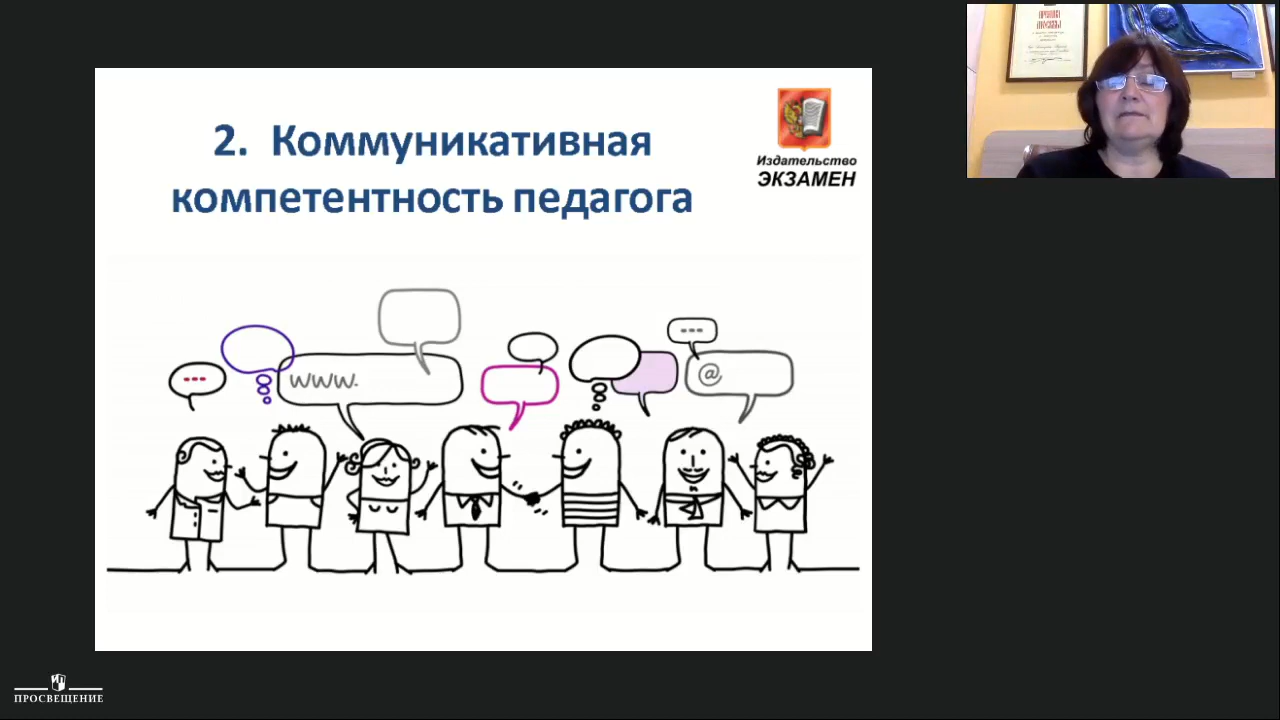 2. Коммуникативная
компетентность педагога
Издательство
ЭКЗАМЕН
---
WWW.
---
@
ПРОСВЕЩЕНИЕ